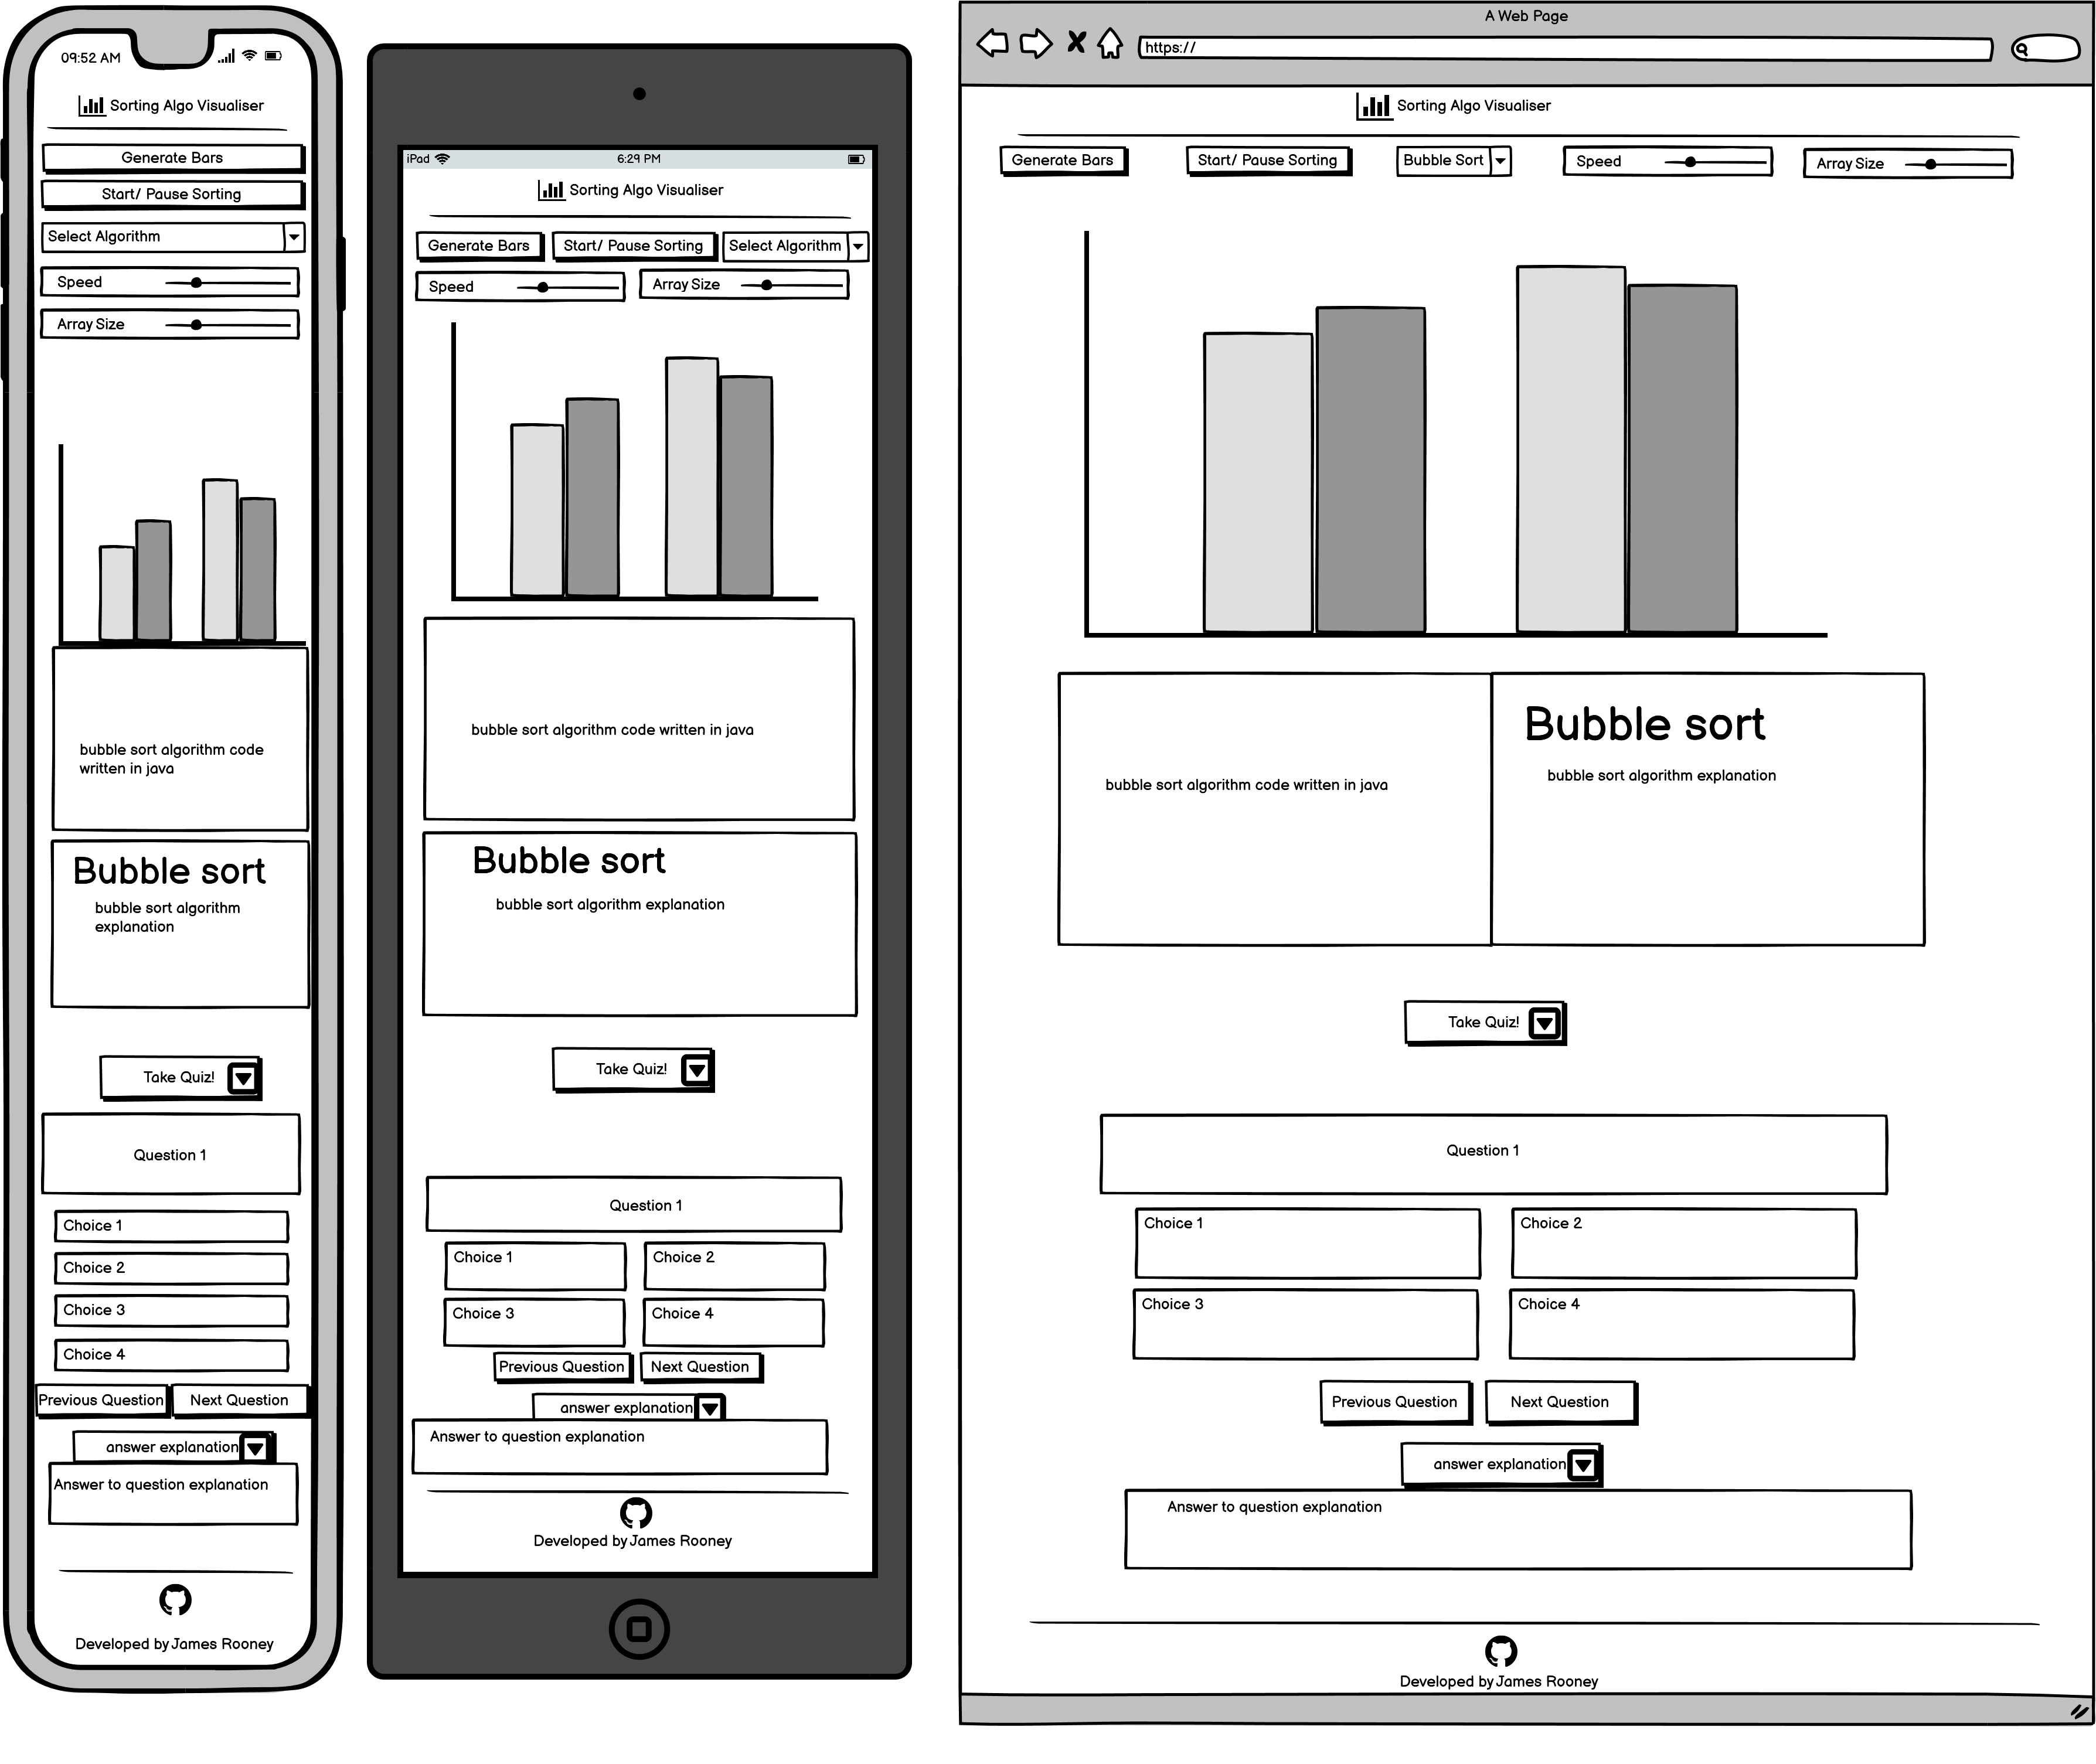 09:52 AM
Sorting Algo Visualiser
Generate Bars
Start/ Pause Sorting
Select Algorithm
Speed
Array Size
bubble sort algorithm code
written in java
Bubble sort
bubble sort algorithm
explanation
Take Quiz!
Question 1
Choice 1
Choice 2
Choice 3
Choice 4
Previous Question
Next Question
answer explanation
Answer to question explanation
Developed by James Rooney
iPad
6:29 PM
Sorting Algo Visualiser
Generate Bars
Start/ Pause Sorting
Select Algorithm
Speed
Array Size
bubble sort algorithm code written in java
Bubble sort
bubble sort algorithm explanation
Take Quiz!
Question 1
Choice 1
Choice 2
Choice 3
Choice 4
Previous Question
Next Question
answer explanation
Answer to question explanation
Developed by James Rooney
A Web Page
https://
Sorting Algo Visualiser
Generate Bars
Start/ Pause Sorting
Bubble Sort
Speed
Array Size
bubble sort algorithm code written in java
Bubble sort
bubble sort algorithm explanation
Take Quiz!
Question 1
Choice 1
Choice 2
Choice 3
Choice 4
Previous Question
Next Question
answer explanation
Answer to question explanation
Developed by James Rooney